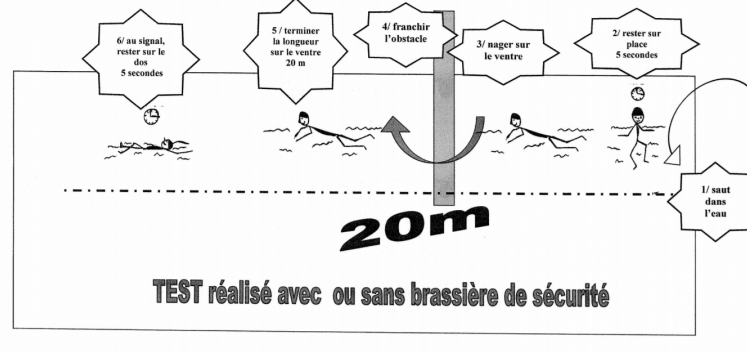 6/ au signal,
rester sur le
dos
5 secondes
5/ terminer
la longueur
sur le ventre
20 m
4/ franchir
l'obstacle
3/ nager sur
le ventre
2/ rester sur
place
5 secondes
1/ saut
dans
l'eau
20m
TEST réalisé avec ou sans brassière de sécurité